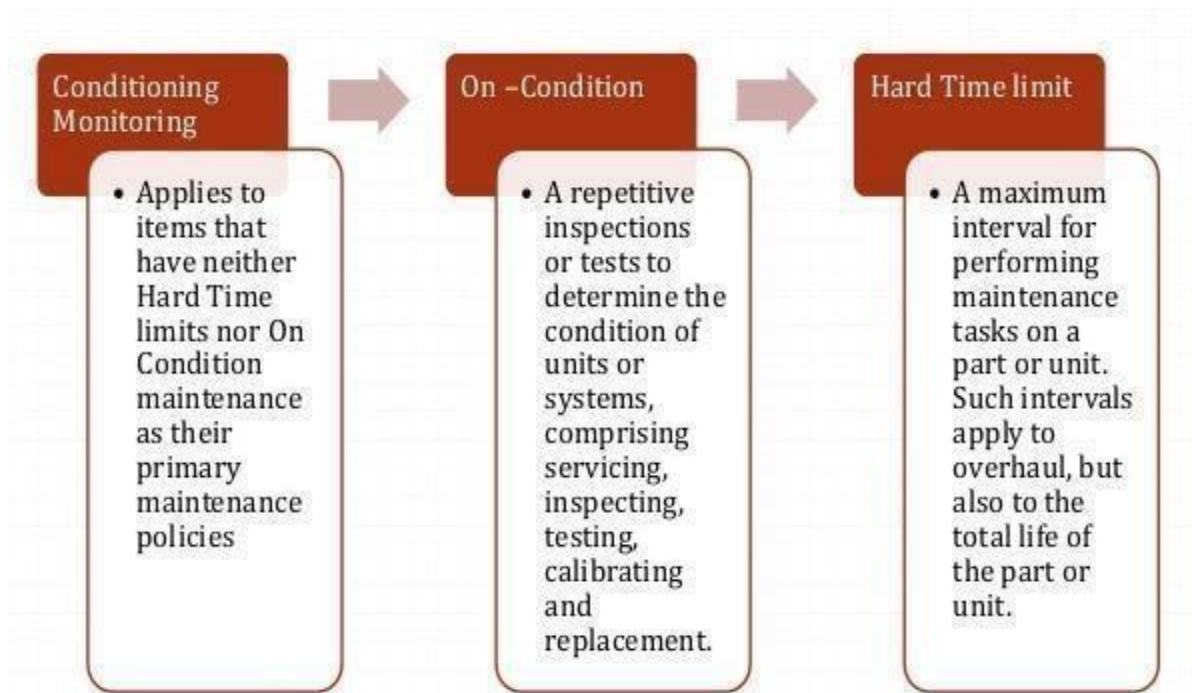 Conditioning
Monitoring
• Applies to
items that
have neither
Hard Time
limits nor On
Condition
maintenance
as their
primary
maintenance
policies
On –Condition
• A repetitive
inspections
or tests to
determine the
condition of
units or
systems,
comprising
servicing,
inspecting,
testing,
calibrating
and
replacement.
Hard Time limit
• A maximum
interval for
performing
maintenance
tasks on a
part or unit.
Such intervals
apply to
overhaul, but
also to the
total life of
the part or
unit.